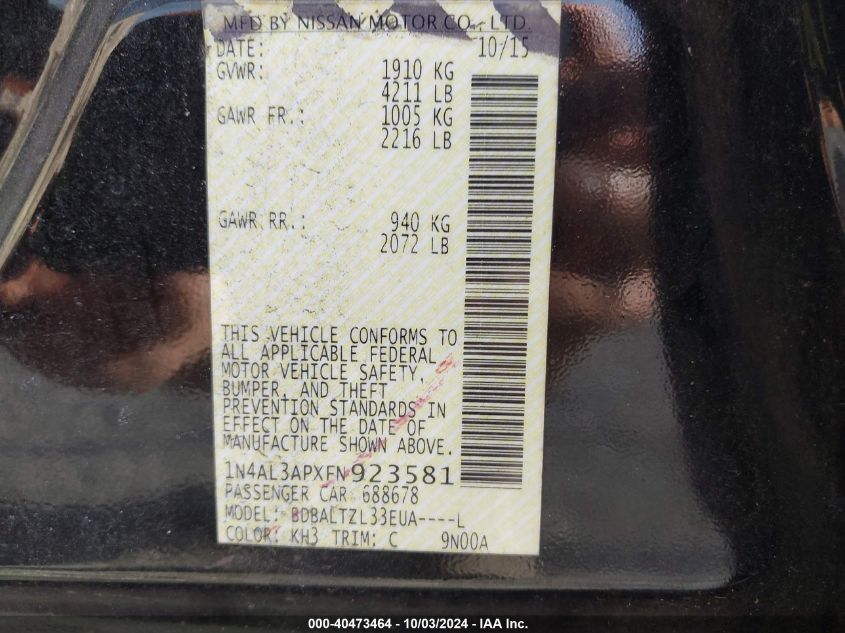 MFD BY NISSAN MOTOR CO., LTD.
DATE: 10/15
GVWR: 1910 KG
4211 LB
GAWR FR.: 1005 KG
2216 LB
GAWR RR.: 940 KG
2072 LB
THIS VEHICLE CONFORMS TO
ALL APPLICABLE FEDERAL
MOTOR VEHICLE SAFETY,
BUMPER, AND THEFT
PREVENTION STANDARDS IN
EFFECT ON THE DATE OF
MANUFACTURE SHOWN ABOVE.
1N4AL3APXFN923581
PASSENGER CAR 688678
MODEL: BDBALTZL33EUA----L
COLOR: KH3 TRIM: C 9N00A
000-40473464 - 10/03/2024 - IAA Inc.